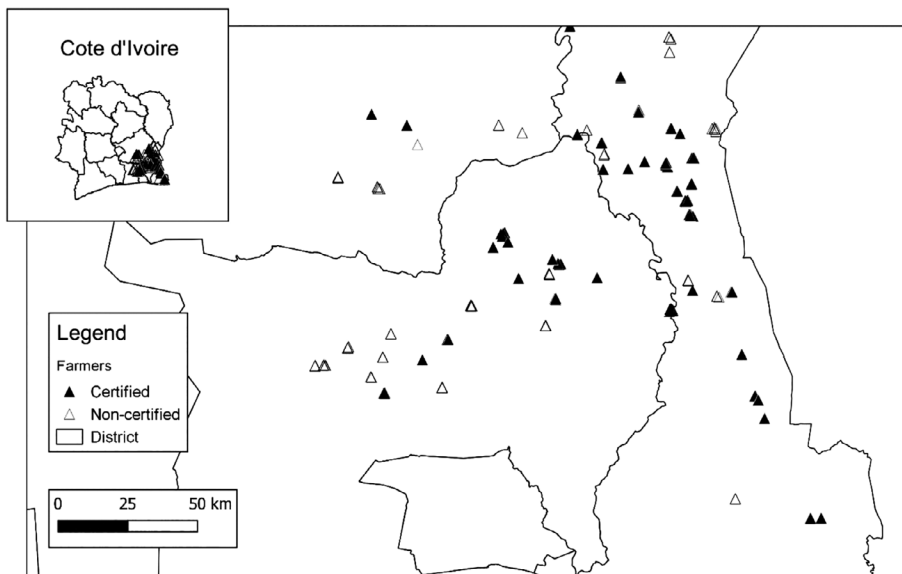 Cote d'Ivoire
Legend
Farmers
Certified
Non-certified
District
0 25 50 km